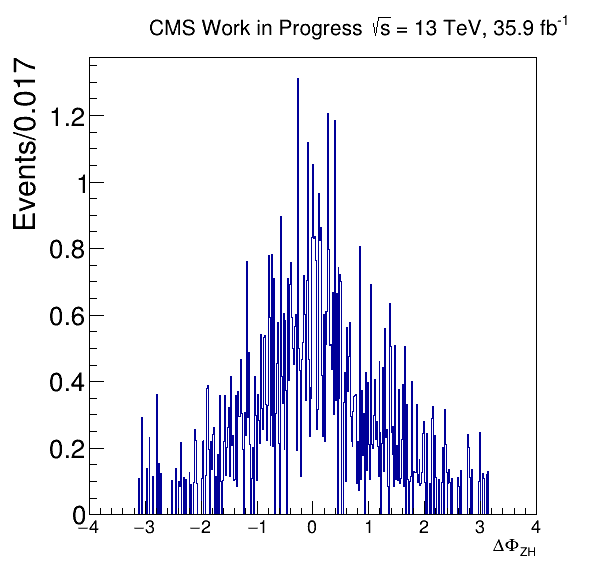 CMS Work in Progress √s = 13 TeV, 35.9 fb⁻¹
Events/0.017
1.2
1
0.8
0.6
0.4
0.2
0
−4 −3 −2 −1 0 1 2 3 4
ΔΦ_ZH